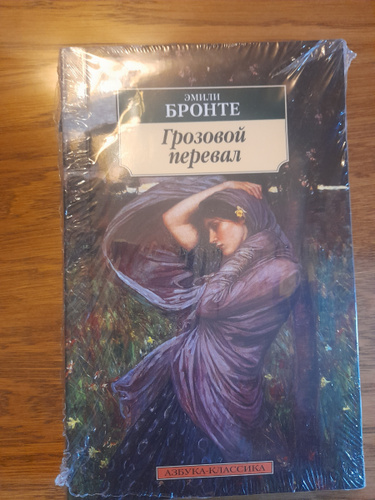 ЭМИЛИ
БРОНТЕ
Грозовой
перевал
АЗБУКА-КЛАССИКА